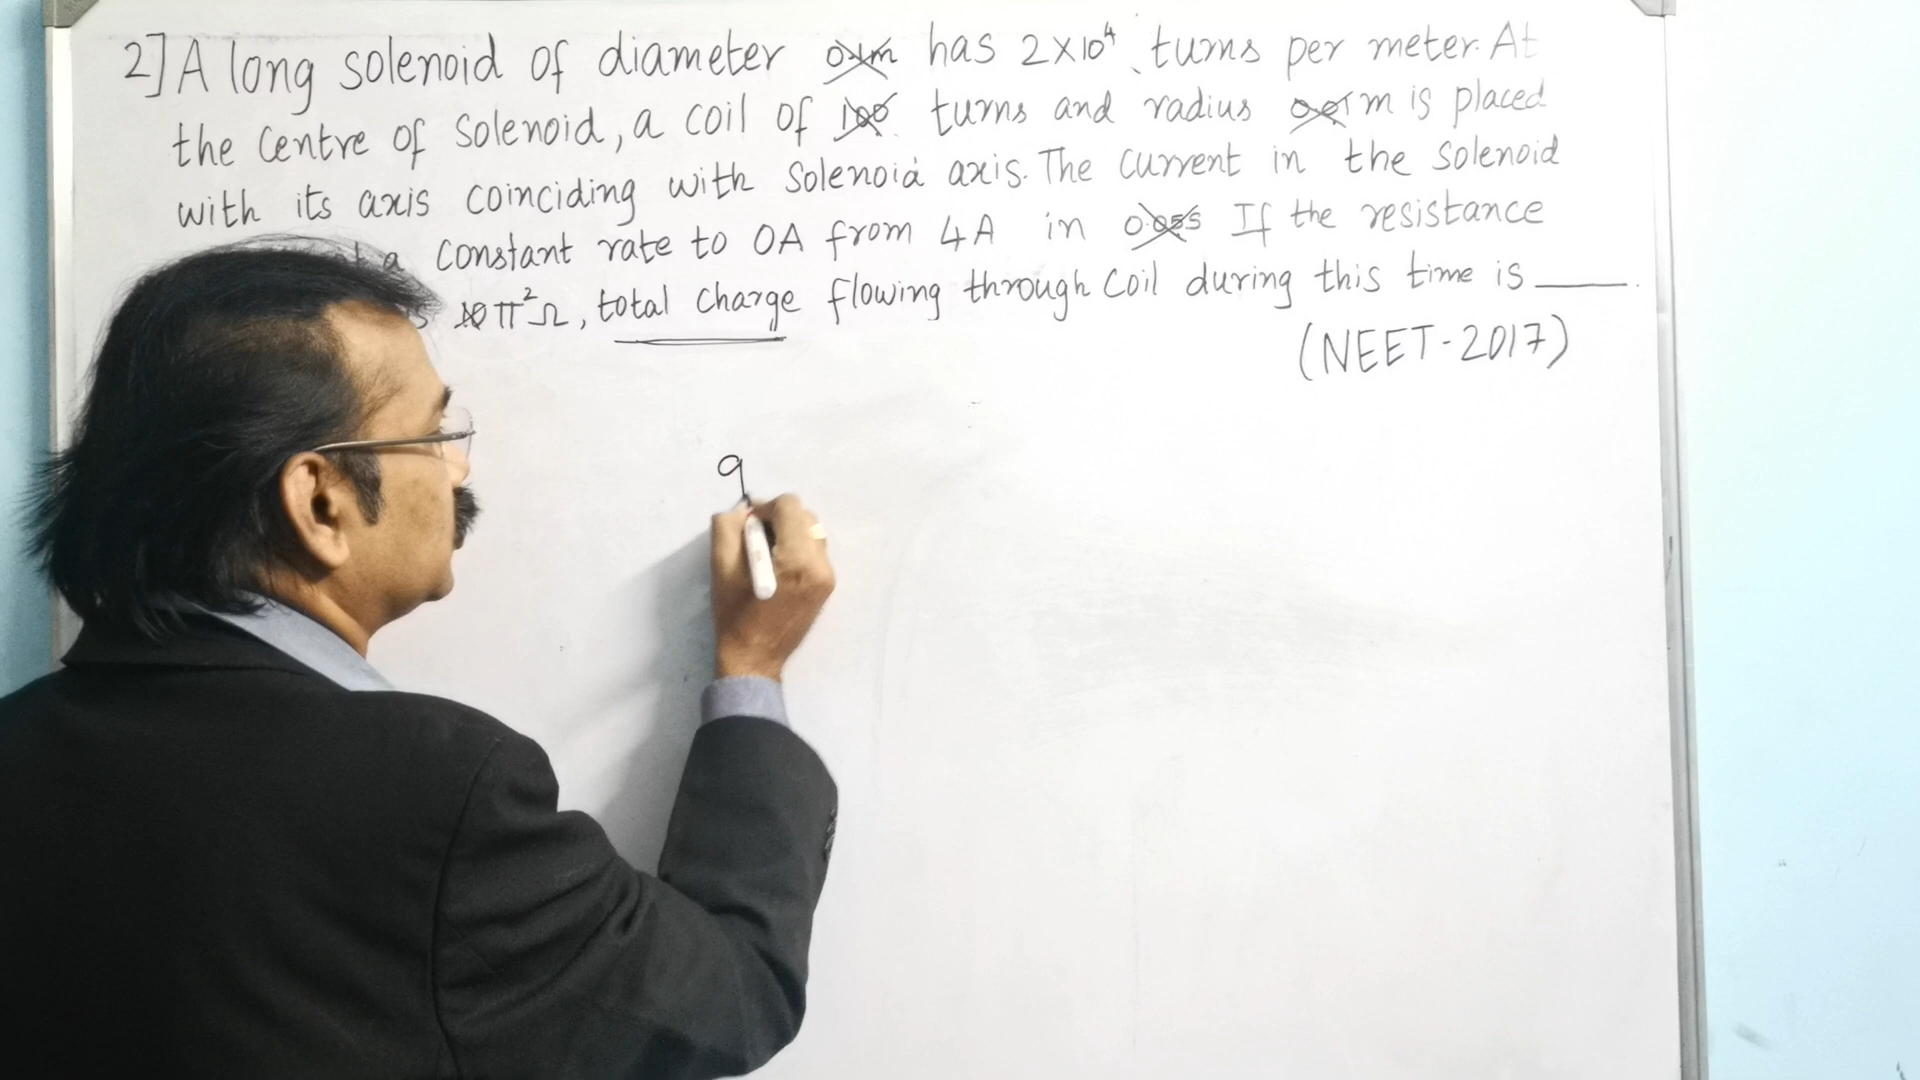 2] A long solenoid of diameter 0.1m has 2×10⁴ turns per meter. At
the centre of solenoid, a coil of 100 turns and radius 0.01m is placed
with its axis coinciding with solenoid axis. The current in the solenoid
a constant rate to 0A from 4A in 0.05s If the resistance
10π²Ω, total charge flowing through coil during this time is ____.
(NEET-2017)
q